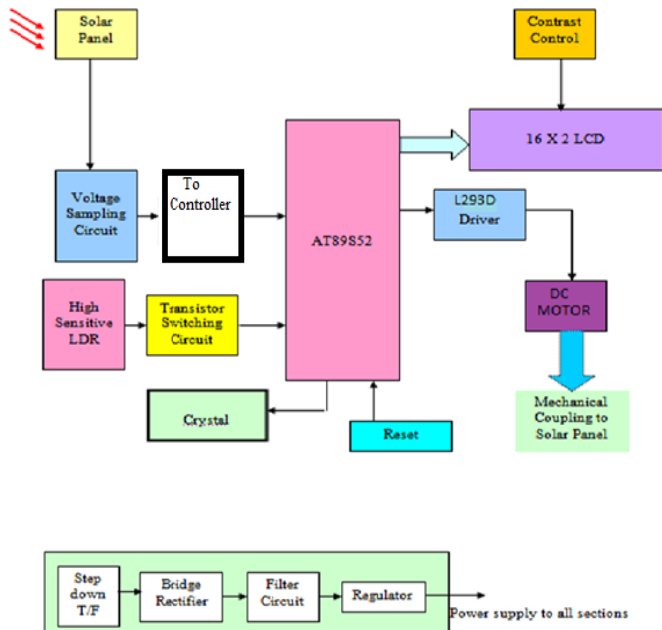 Solar
Panel
Contrast
Control
16 X 2 LCD
Voltage
Sampling
Circuit
To
Controller
AT89S52
L293D
Driver
High
Sensitive
LDR
Transistor
Switching
Circuit
DC
MOTOR
Crystal
Reset
Mechanical
Coupling to
Solar Panel
Step
down
T/F
Bridge
Rectifier
Filter
Circuit
Regulator
Power supply to all sections